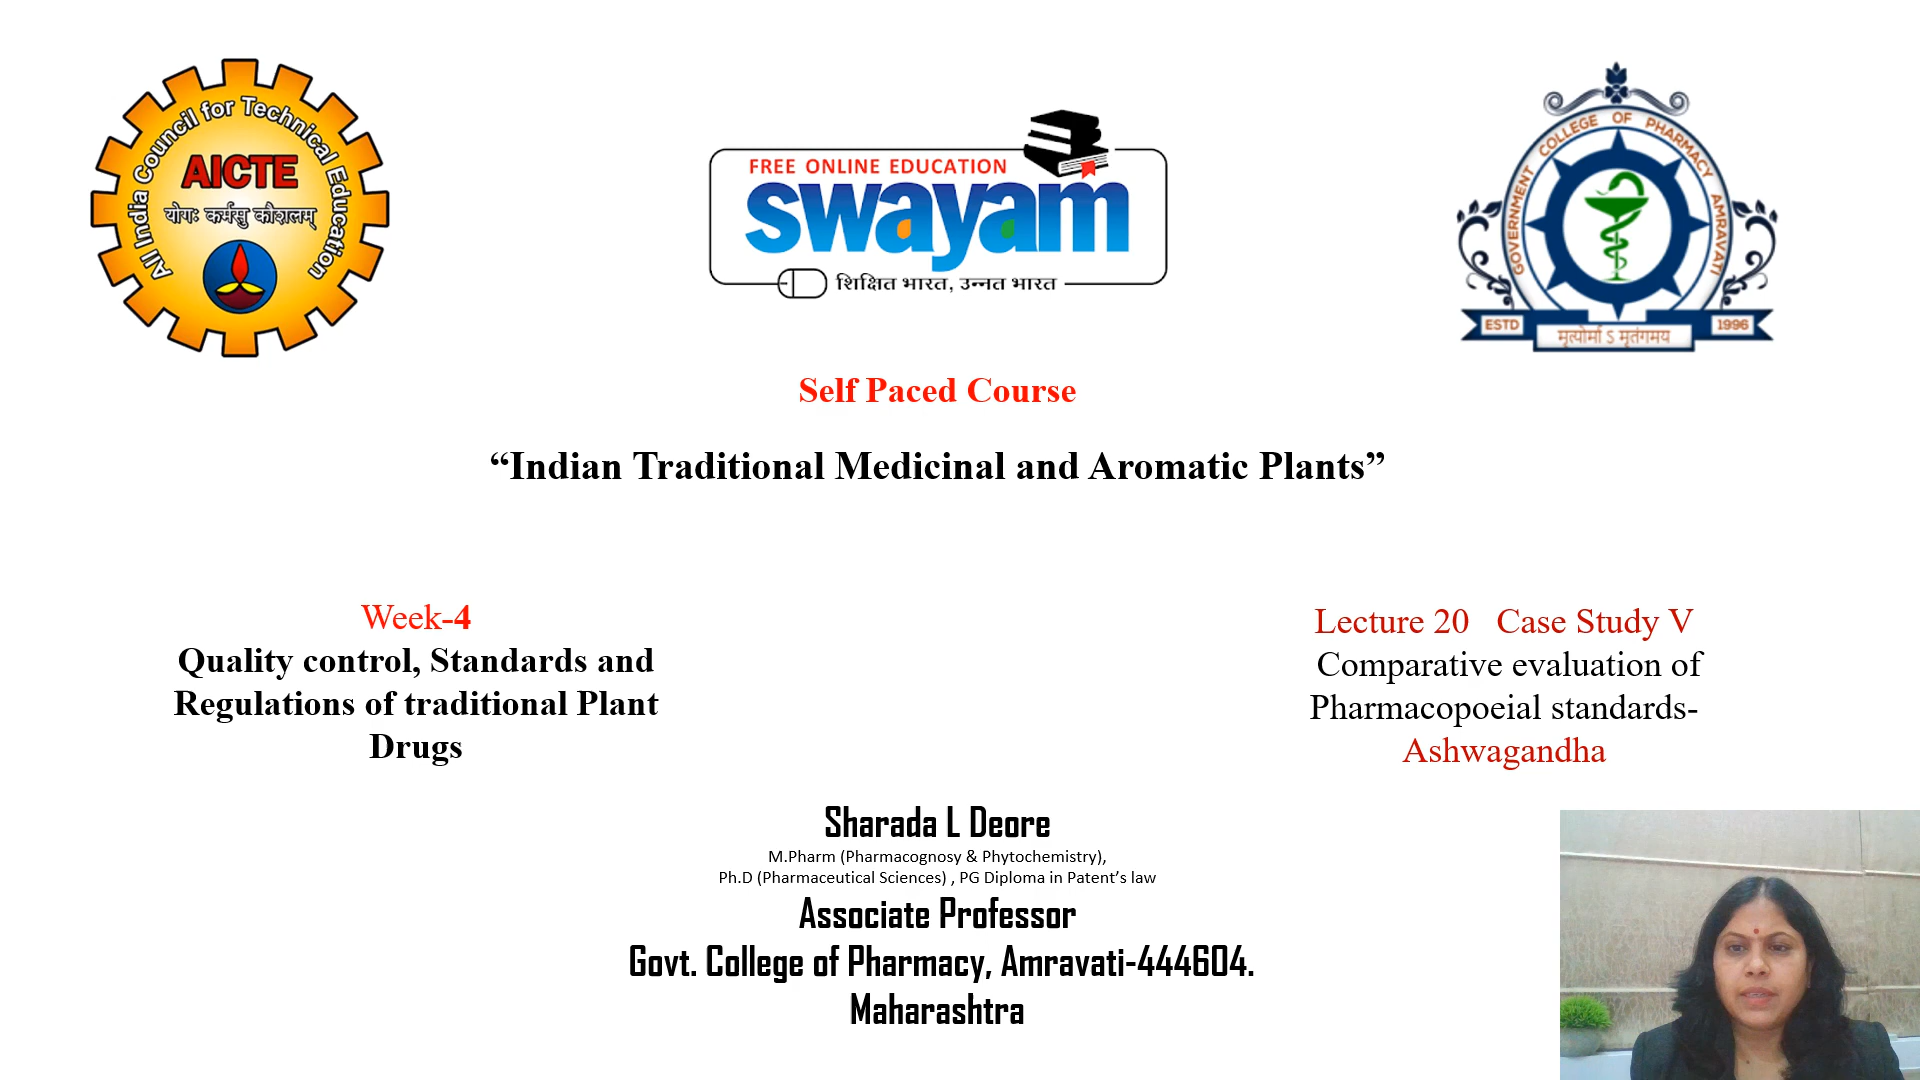 All India Council for Technical Education
AICTE
योगः कर्मसु कौशलम्
FREE ONLINE EDUCATION
swayam
शिक्षित भारत, उन्नत भारत
GOVERNMENT COLLEGE OF PHARMACY AMRAVATI
ESTD
1996
मृत्योर्मा ऽ मृतंगमय
Self Paced Course
“Indian Traditional Medicinal and Aromatic Plants”
Week-4
Quality control, Standards and
Regulations of traditional Plant
Drugs
Lecture 20 Case Study V
Comparative evaluation of
Pharmacopoeial standards-
Ashwagandha
Sharada L Deore
M.Pharm (Pharmacognosy & Phytochemistry),
Ph.D (Pharmaceutical Sciences) , PG Diploma in Patent’s law
Associate Professor
Govt. College of Pharmacy, Amravati-444604.
Maharashtra